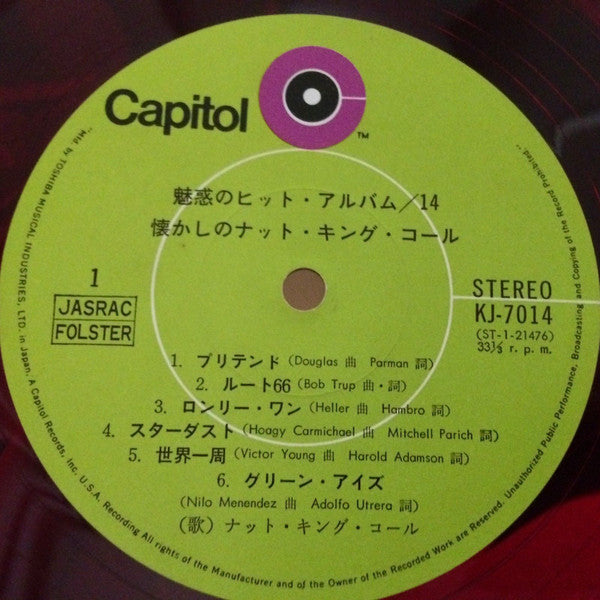 Capitol
TM
魅惑のヒット・アルバム／14
懐かしのナット・キング・コール
1
JASRAC
FOLSTER
STEREO
KJ-7014
(ST-1-21476)
33⅓ r. p. m.
1. プリテンド (Douglas 曲 Parman 詞)
2. ルート66 (Bob Trup 曲・詞)
3. ロンリー・ワン (Heller 曲 Hambro 詞)
4. スターダスト (Hoagy Carmichael 曲 Mitchell Parich 詞)
5. 世界一周 (Victor Young 曲 Harold Adamson 詞)
6. グリーン・アイズ
(Nilo Menendez 曲 Adolfo Utrera 詞)
(歌) ナット・キング・コール
"Mfd. by TOSHIBA MUSICAL INDUSTRIES, LTD. in Japan. A Capitol Records, Inc. U.S.A. Recording All rights of the Manufacturer and of the Owner of the Recorded Work are Reserved. Unauthorized Public Performance, Broadcasting and Copying of the Record Prohibited."